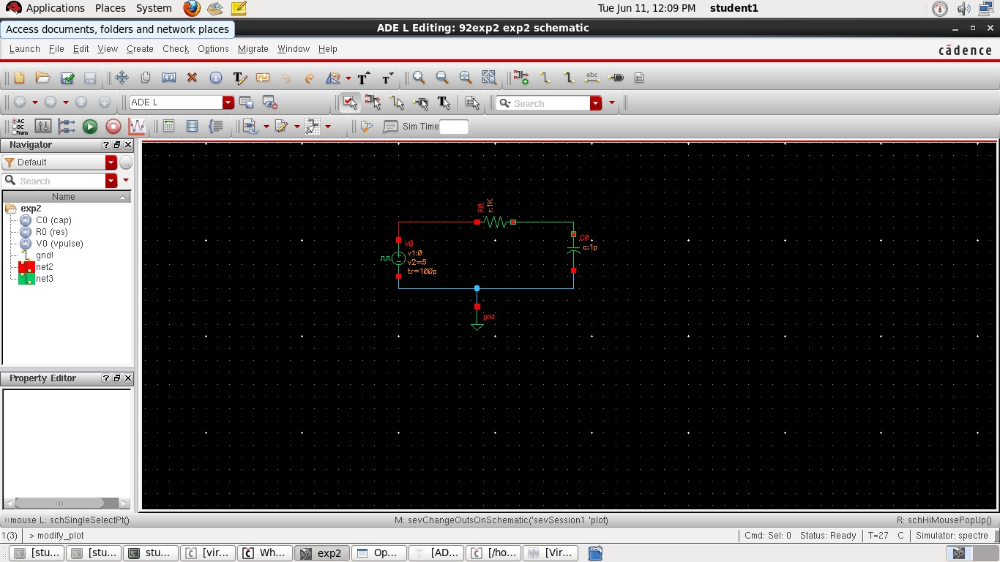 Applications Places System Tue Jun 11, 12:09 PM student1
Access documents, folders and network places
ADE L Editing: 92exp2 exp2 schematic
Launch File Edit View Create Check Options Migrate Window Help cādence
abc
ADE L Search
AC
DC
Trans
Sim Time
Navigator
Default
Search
Name
exp2
C0 (cap)
R0 (res)
V0 (vpulse)
gnd!
net2
net3
R0
r:1K
V0
v1:0
v2=5
tr=100p
C0
c:1p
gnd
Property Editor
mouse L: schSingleSelectPt() M: sevChangeOutsOnSchematic('sevSession1 'plot) R: schHiMousePopUp()
1(3) > modify_plot Cmd: Sel: 0 Status: Ready T=27 C Simulator: spectre
[stu... [stu... stu... [vir... Wh... exp2 Op... [AD... [/ho... [Vir...